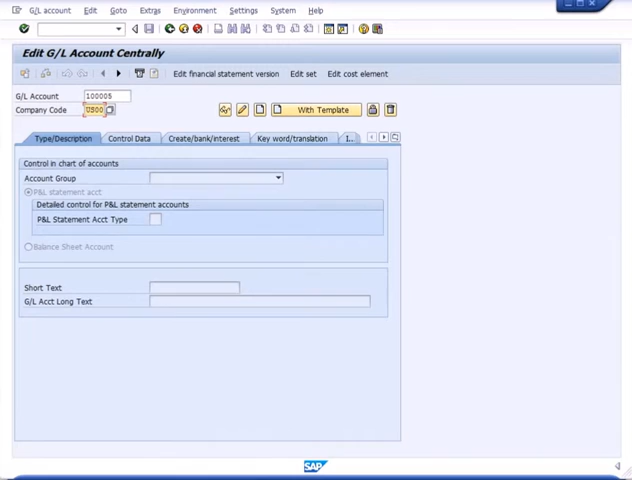 G/L account Edit Goto Extras Environment Settings System Help
Edit G/L Account Centrally
Edit financial statement version Edit set Edit cost element
G/L Account 100005
Company Code US00 With Template
Type/Description Control Data Create/bank/interest Key word/translation I...
Control in chart of accounts
Account Group
P&L statement acct
Detailed control for P&L statement accounts
P&L Statement Acct Type
Balance Sheet Account
Short Text
G/L Acct Long Text
SAP